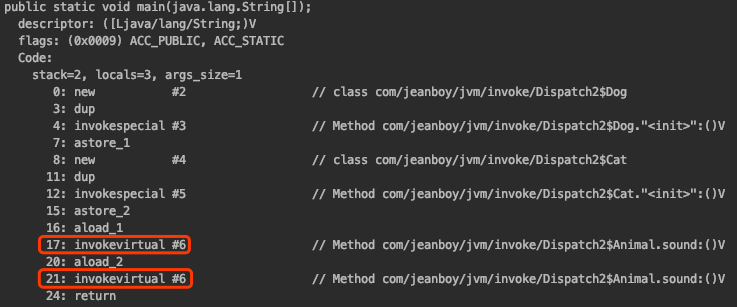 public static void main(java.lang.String[]);
descriptor: ([Ljava/lang/String;)V
flags: (0x0009) ACC_PUBLIC, ACC_STATIC
Code:
stack=2, locals=3, args_size=1
0: new #2 // class com/jeanboy/jvm/invoke/Dispatch2$Dog
3: dup
4: invokespecial #3 // Method com/jeanboy/jvm/invoke/Dispatch2$Dog."<init>":()V
7: astore_1
8: new #4 // class com/jeanboy/jvm/invoke/Dispatch2$Cat
11: dup
12: invokespecial #5 // Method com/jeanboy/jvm/invoke/Dispatch2$Cat."<init>":()V
15: astore_2
16: aload_1
17: invokevirtual #6 // Method com/jeanboy/jvm/invoke/Dispatch2$Animal.sound:()V
20: aload_2
21: invokevirtual #6 // Method com/jeanboy/jvm/invoke/Dispatch2$Animal.sound:()V
24: return